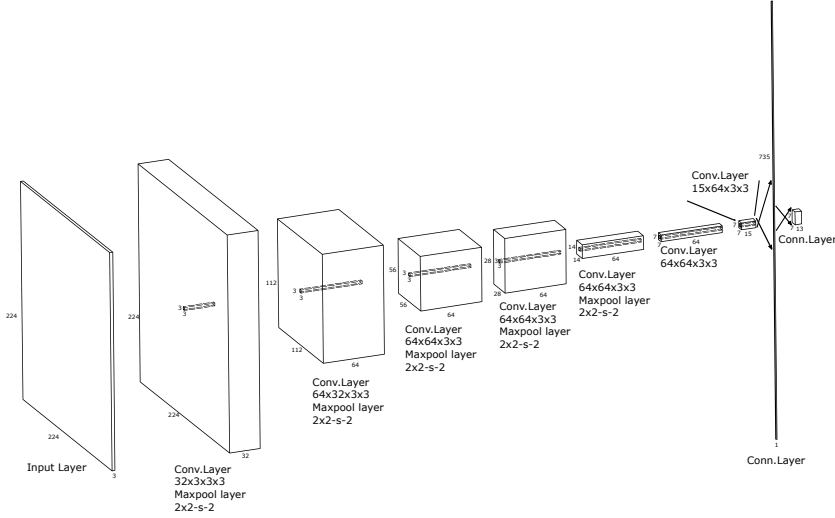 224
224
3
Input Layer
224
224
3
3
32
Conv.Layer
32x3x3x3
Maxpool layer
2x2-s-2
112
112
3
3
64
Conv.Layer
64x32x3x3
Maxpool layer
2x2-s-2
56
56
3
3
64
Conv.Layer
64x64x3x3
Maxpool layer
2x2-s-2
28
28
3
3
64
Conv.Layer
64x64x3x3
Maxpool layer
2x2-s-2
14
14
64
Conv.Layer
64x64x3x3
Maxpool layer
2x2-s-2
7
7
64
Conv.Layer
64x64x3x3
Conv.Layer
15x64x3x3
7
7
15
735
1
Conn.Layer
7
13
Conn.Layer